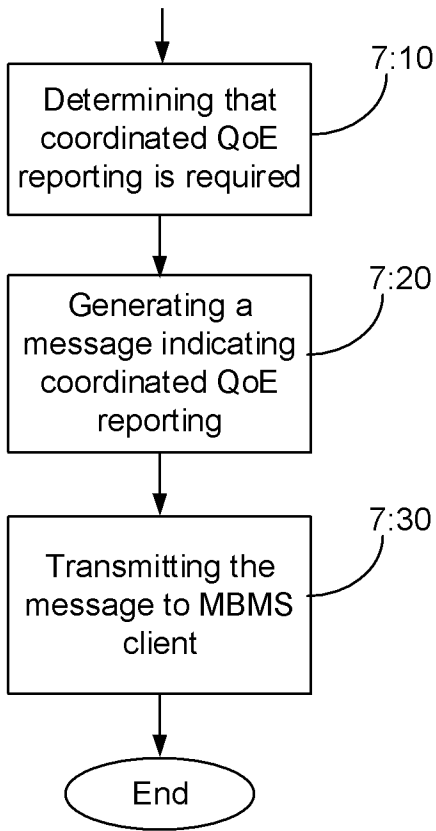 7:10
Determining that
coordinated QoE
reporting is required
7:20
Generating a
message indicating
coordinated QoE
reporting
7:30
Transmitting the
message to MBMS
client
End